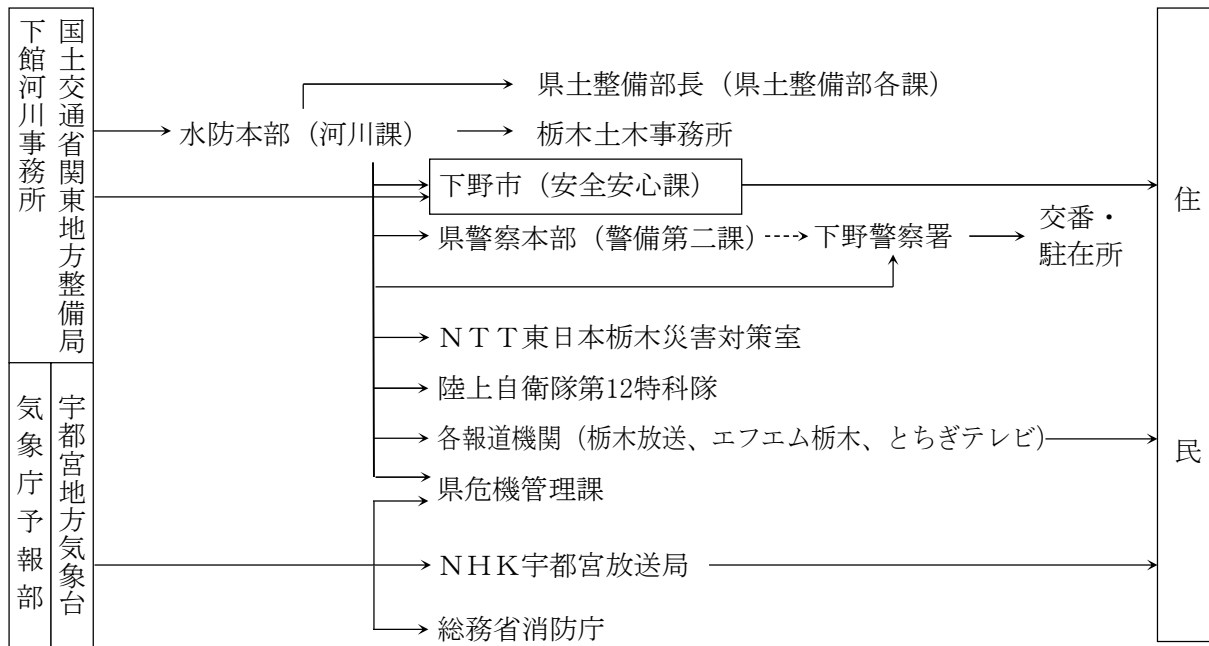 国土交通省関東地方整備局
下館河川事務所
宇都宮地方気象台
気象庁予報部
県土整備部長（県土整備部各課）
水防本部（河川課）
栃木土木事務所
下野市（安全安心課）
県警察本部（警備第二課）
下野警察署
交番・
駐在所
ＮＴＴ東日本栃木災害対策室
陸上自衛隊第12特科隊
各報道機関（栃木放送、エフエム栃木、とちぎテレビ）
県危機管理課
ＮＨＫ宇都宮放送局
総務省消防庁
住民